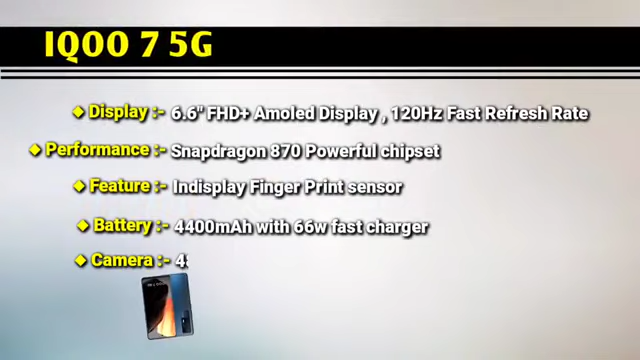 IQOO 7 5G
◆ Display :- 6.6" FHD+ Amoled Display , 120Hz Fast Refresh Rate
◆ Performance :- Snapdragon 870 Powerful chipset
◆ Feature :- Indisplay Finger Print sensor
◆ Battery :- 4400mAh with 66w fast charger
◆ Camera :- 4